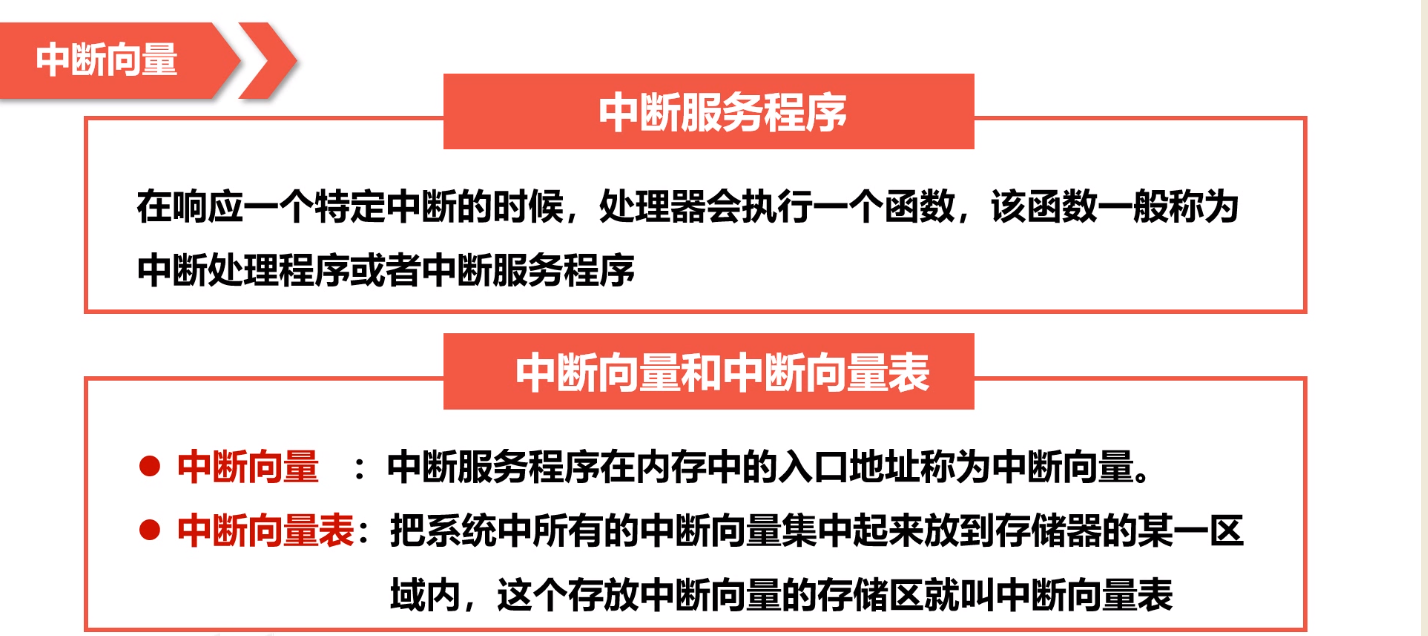 中断向量
中断服务程序
在响应一个特定中断的时候，处理器会执行一个函数，该函数一般称为
中断处理程序或者中断服务程序
中断向量和中断向量表
● 中断向量 ：中断服务程序在内存中的入口地址称为中断向量。
● 中断向量表：把系统中所有的中断向量集中起来放到存储器的某一区
域内，这个存放中断向量的存储区就叫中断向量表